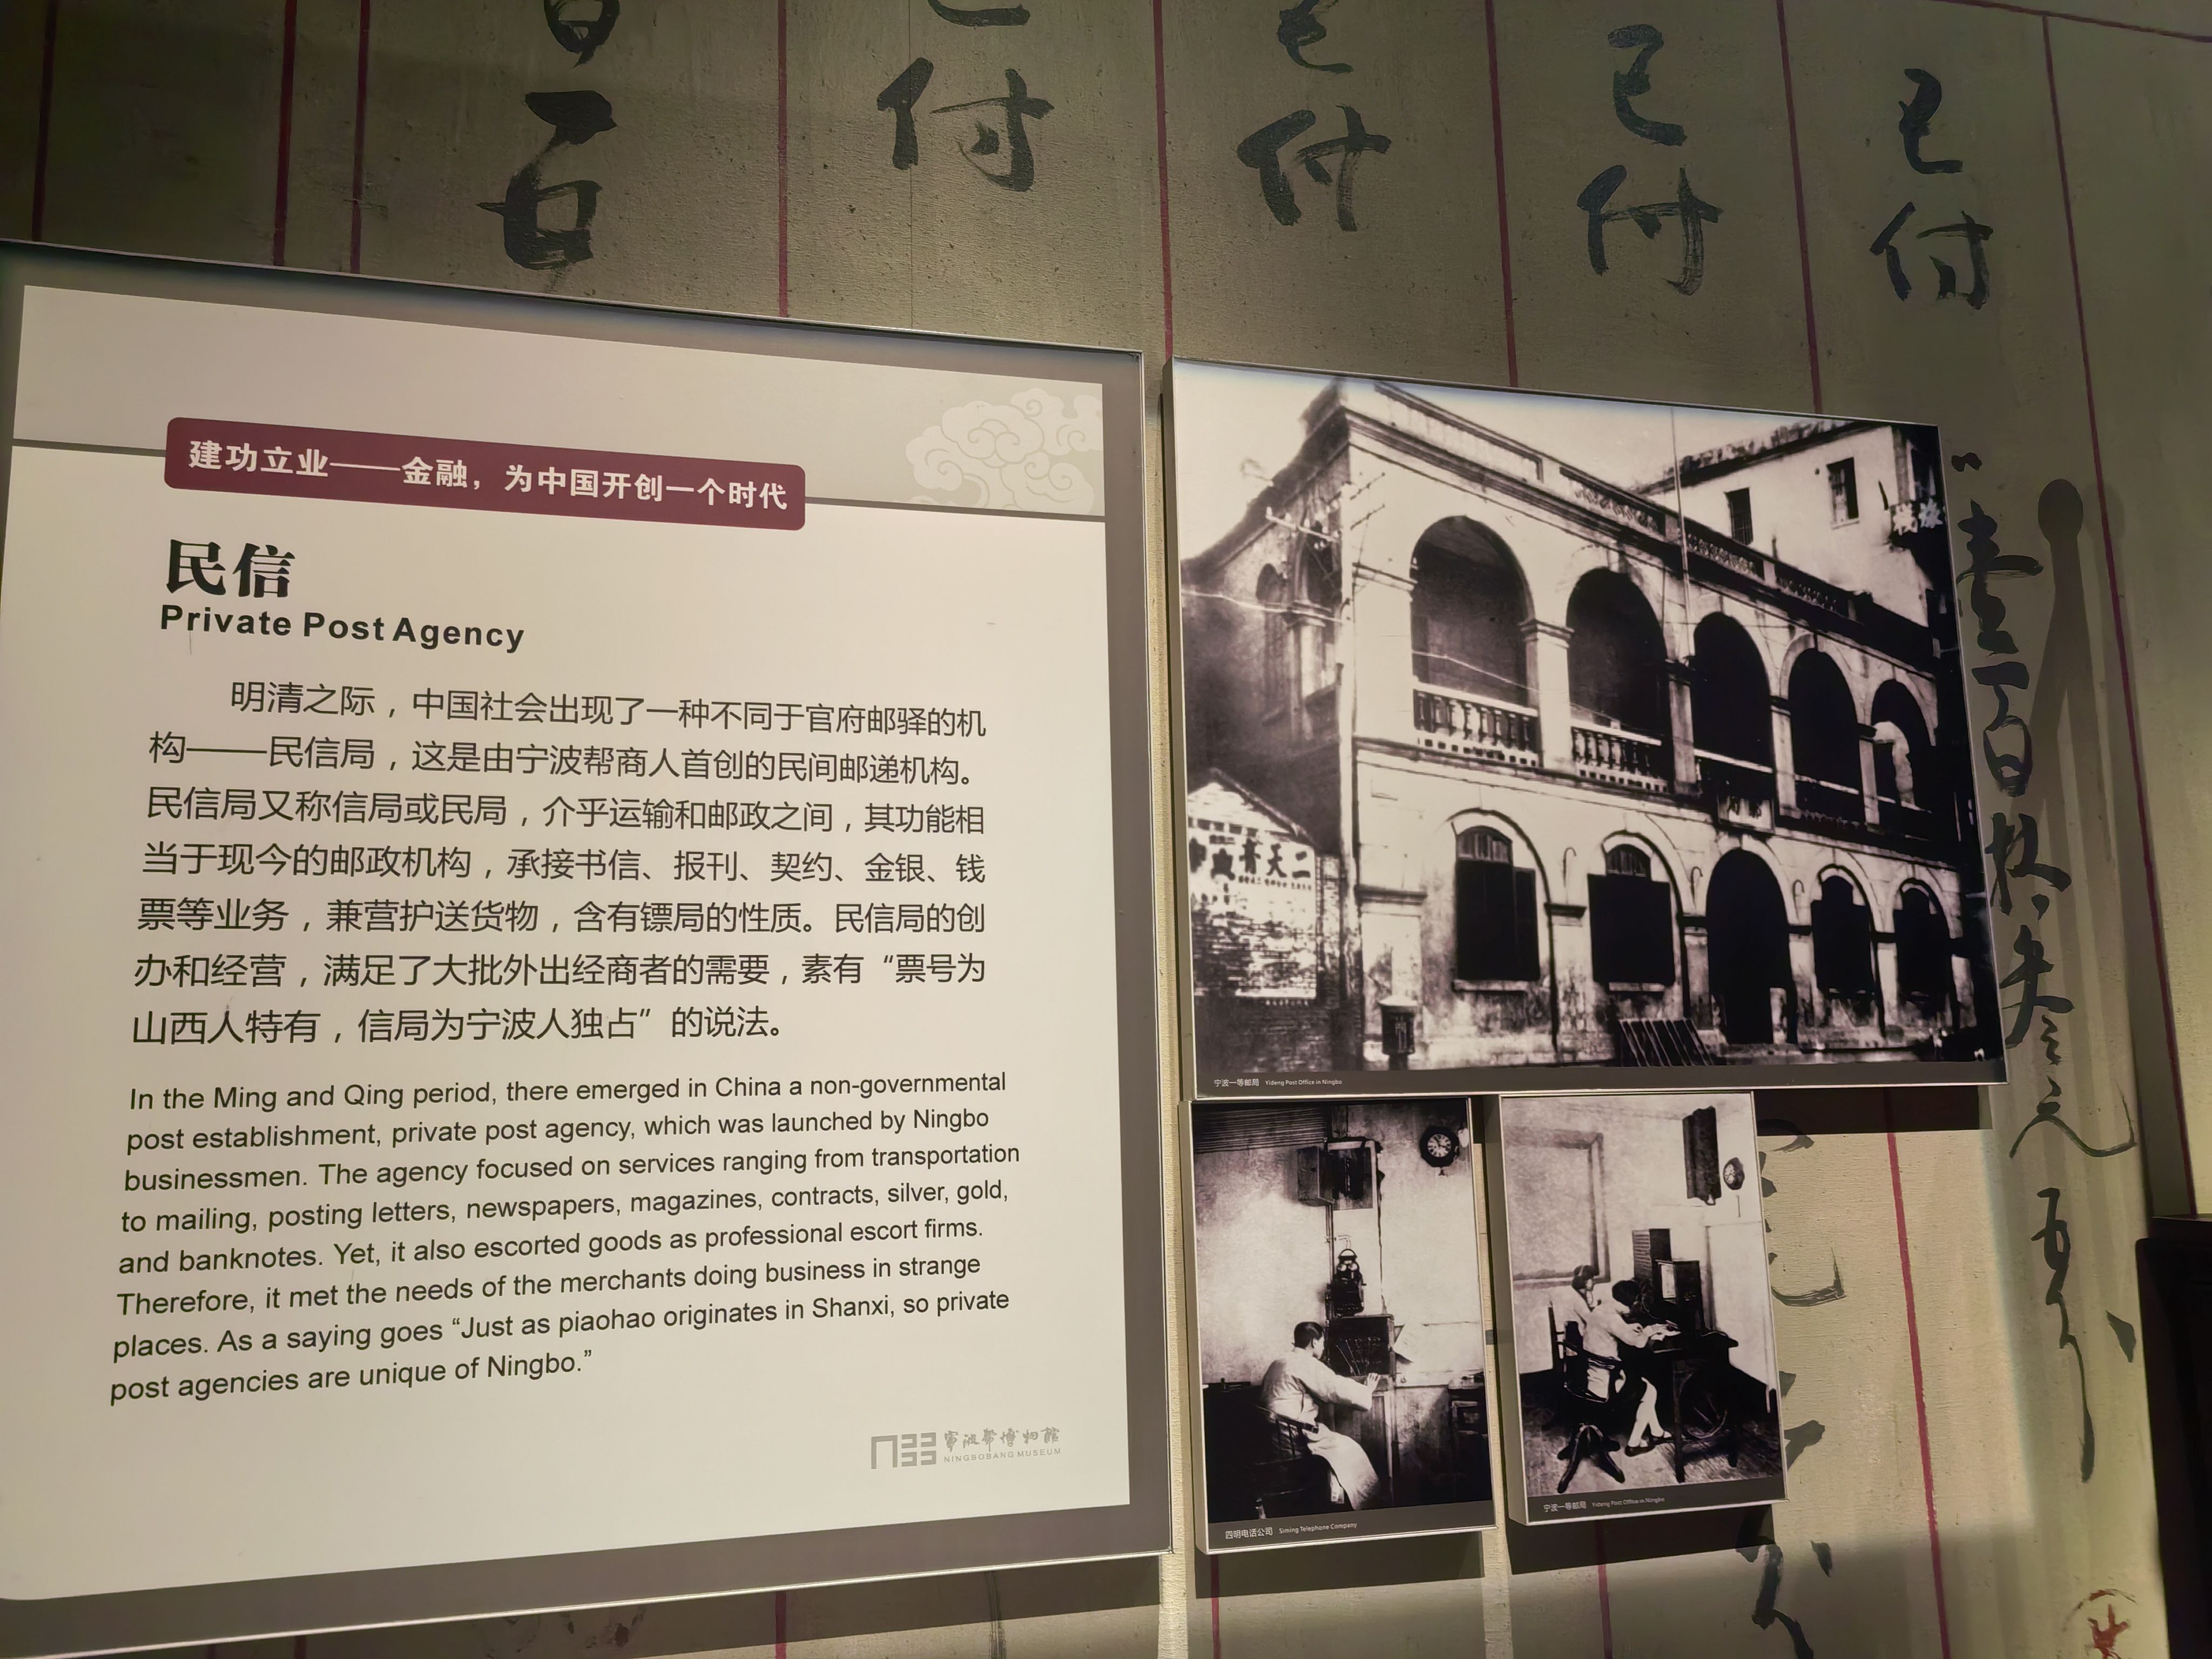 已付
已付
已付
付
百
建功立业——金融，为中国开创一个时代
民信
Private Post Agency
明清之际，中国社会出现了一种不同于官府邮驿的机
构——民信局，这是由宁波帮商人首创的民间邮递机构。
民信局又称信局或民局，介乎运输和邮政之间，其功能相
当于现今的邮政机构，承接书信、报刊、契约、金银、钱
票等业务，兼营护送货物，含有镖局的性质。民信局的创
办和经营，满足了大批外出经商者的需要，素有“票号为
山西人特有，信局为宁波人独占”的说法。
In the Ming and Qing period, there emerged in China a non-governmental
post establishment, private post agency, which was launched by Ningbo
businessmen. The agency focused on services ranging from transportation
to mailing, posting letters, newspapers, magazines, contracts, silver, gold,
and banknotes. Yet, it also escorted goods as professional escort firms.
Therefore, it met the needs of the merchants doing business in strange
places. As a saying goes “Just as piaohao originates in Shanxi, so private
post agencies are unique of Ningbo.”
寧波幫博物館
NINGBOBANG MUSEUM
宁波一等邮局 Yideng Post Office in Ningbo
四明电话公司 Siming Telephone Company
宁波一等邮局 Yideng Post Office in Ningbo